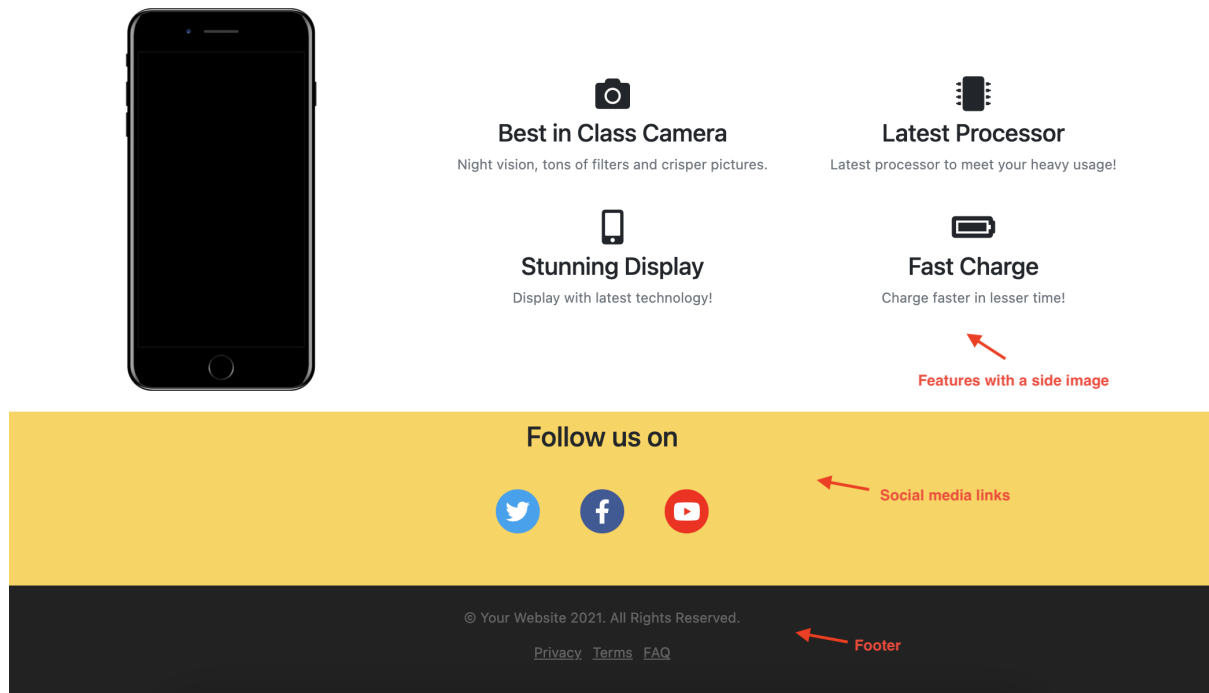 Best in Class Camera
Night vision, tons of filters and crisper pictures.
Latest Processor
Latest processor to meet your heavy usage!
Stunning Display
Display with latest technology!
Fast Charge
Charge faster in lesser time!
Features with a side image
Follow us on
Social media links
© Your Website 2021. All Rights Reserved.
Footer
Privacy Terms FAQ